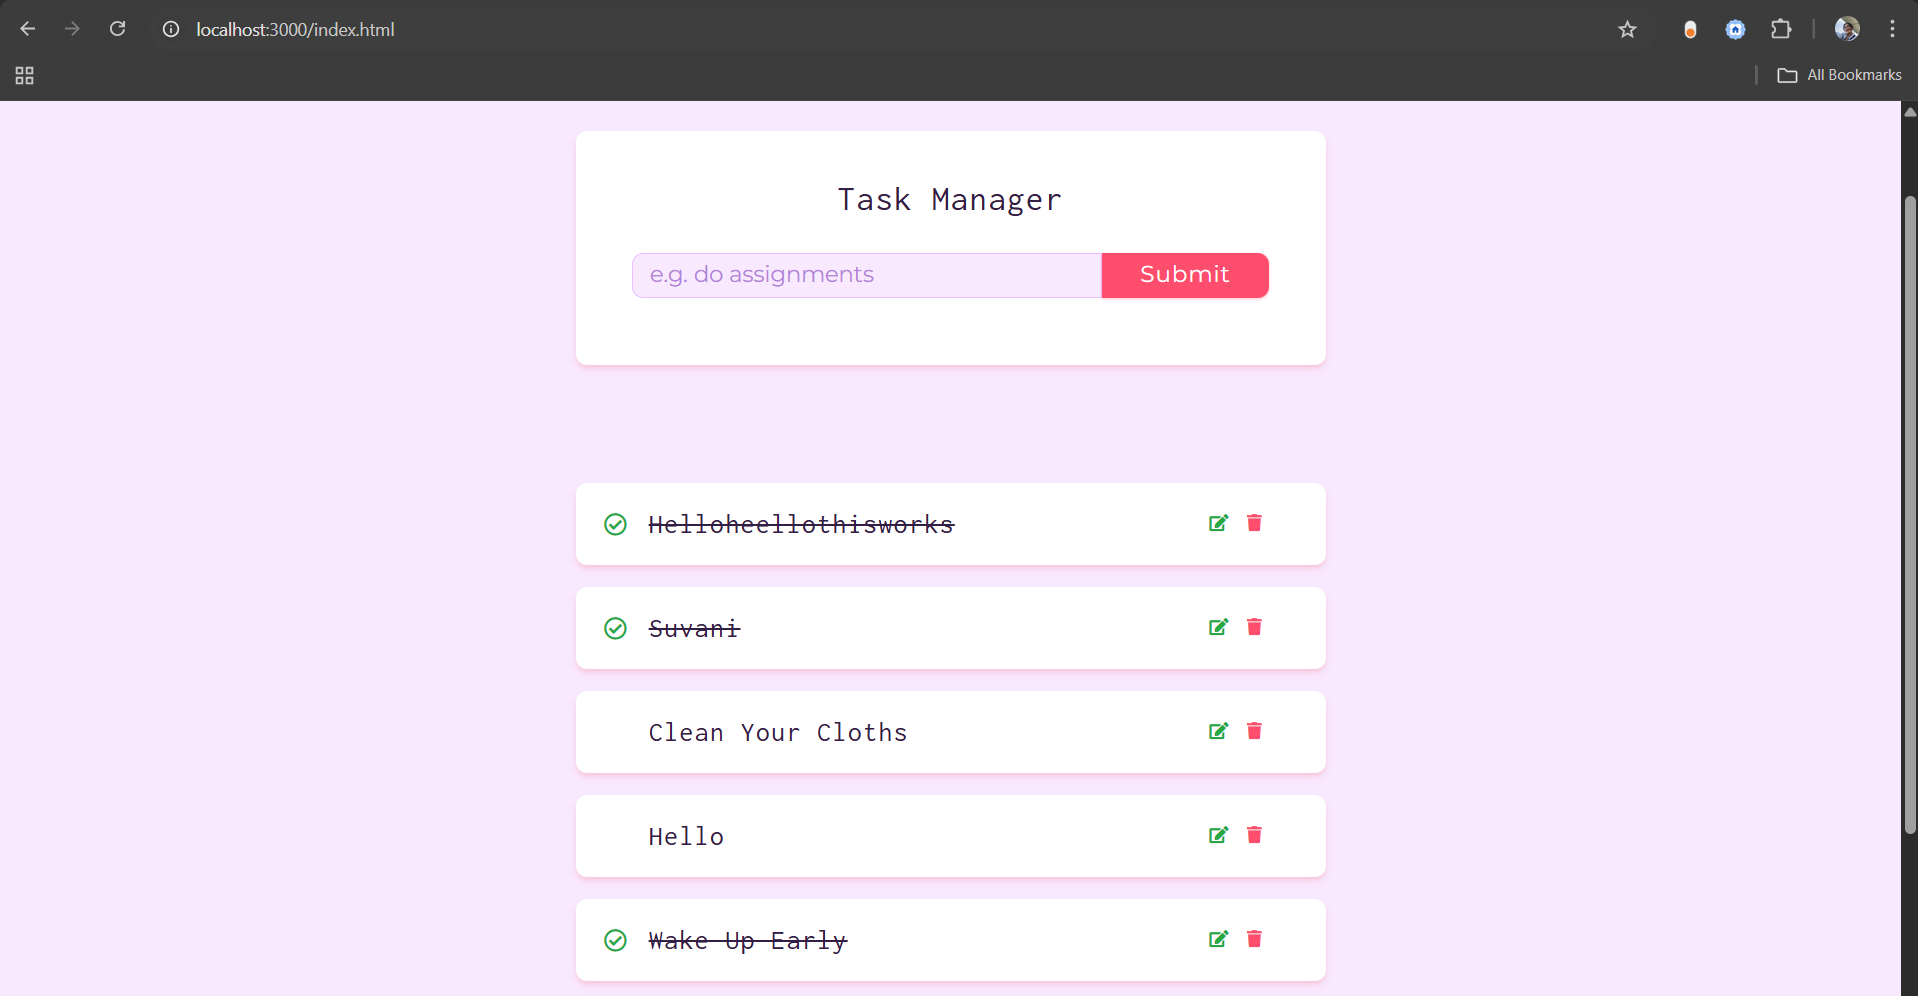 localhost:3000/index.html
All Bookmarks
Task Manager
e.g. do assignments
Submit
Helloheellothisworks
Suvani
Clean Your Cloths
Hello
Wake Up Early